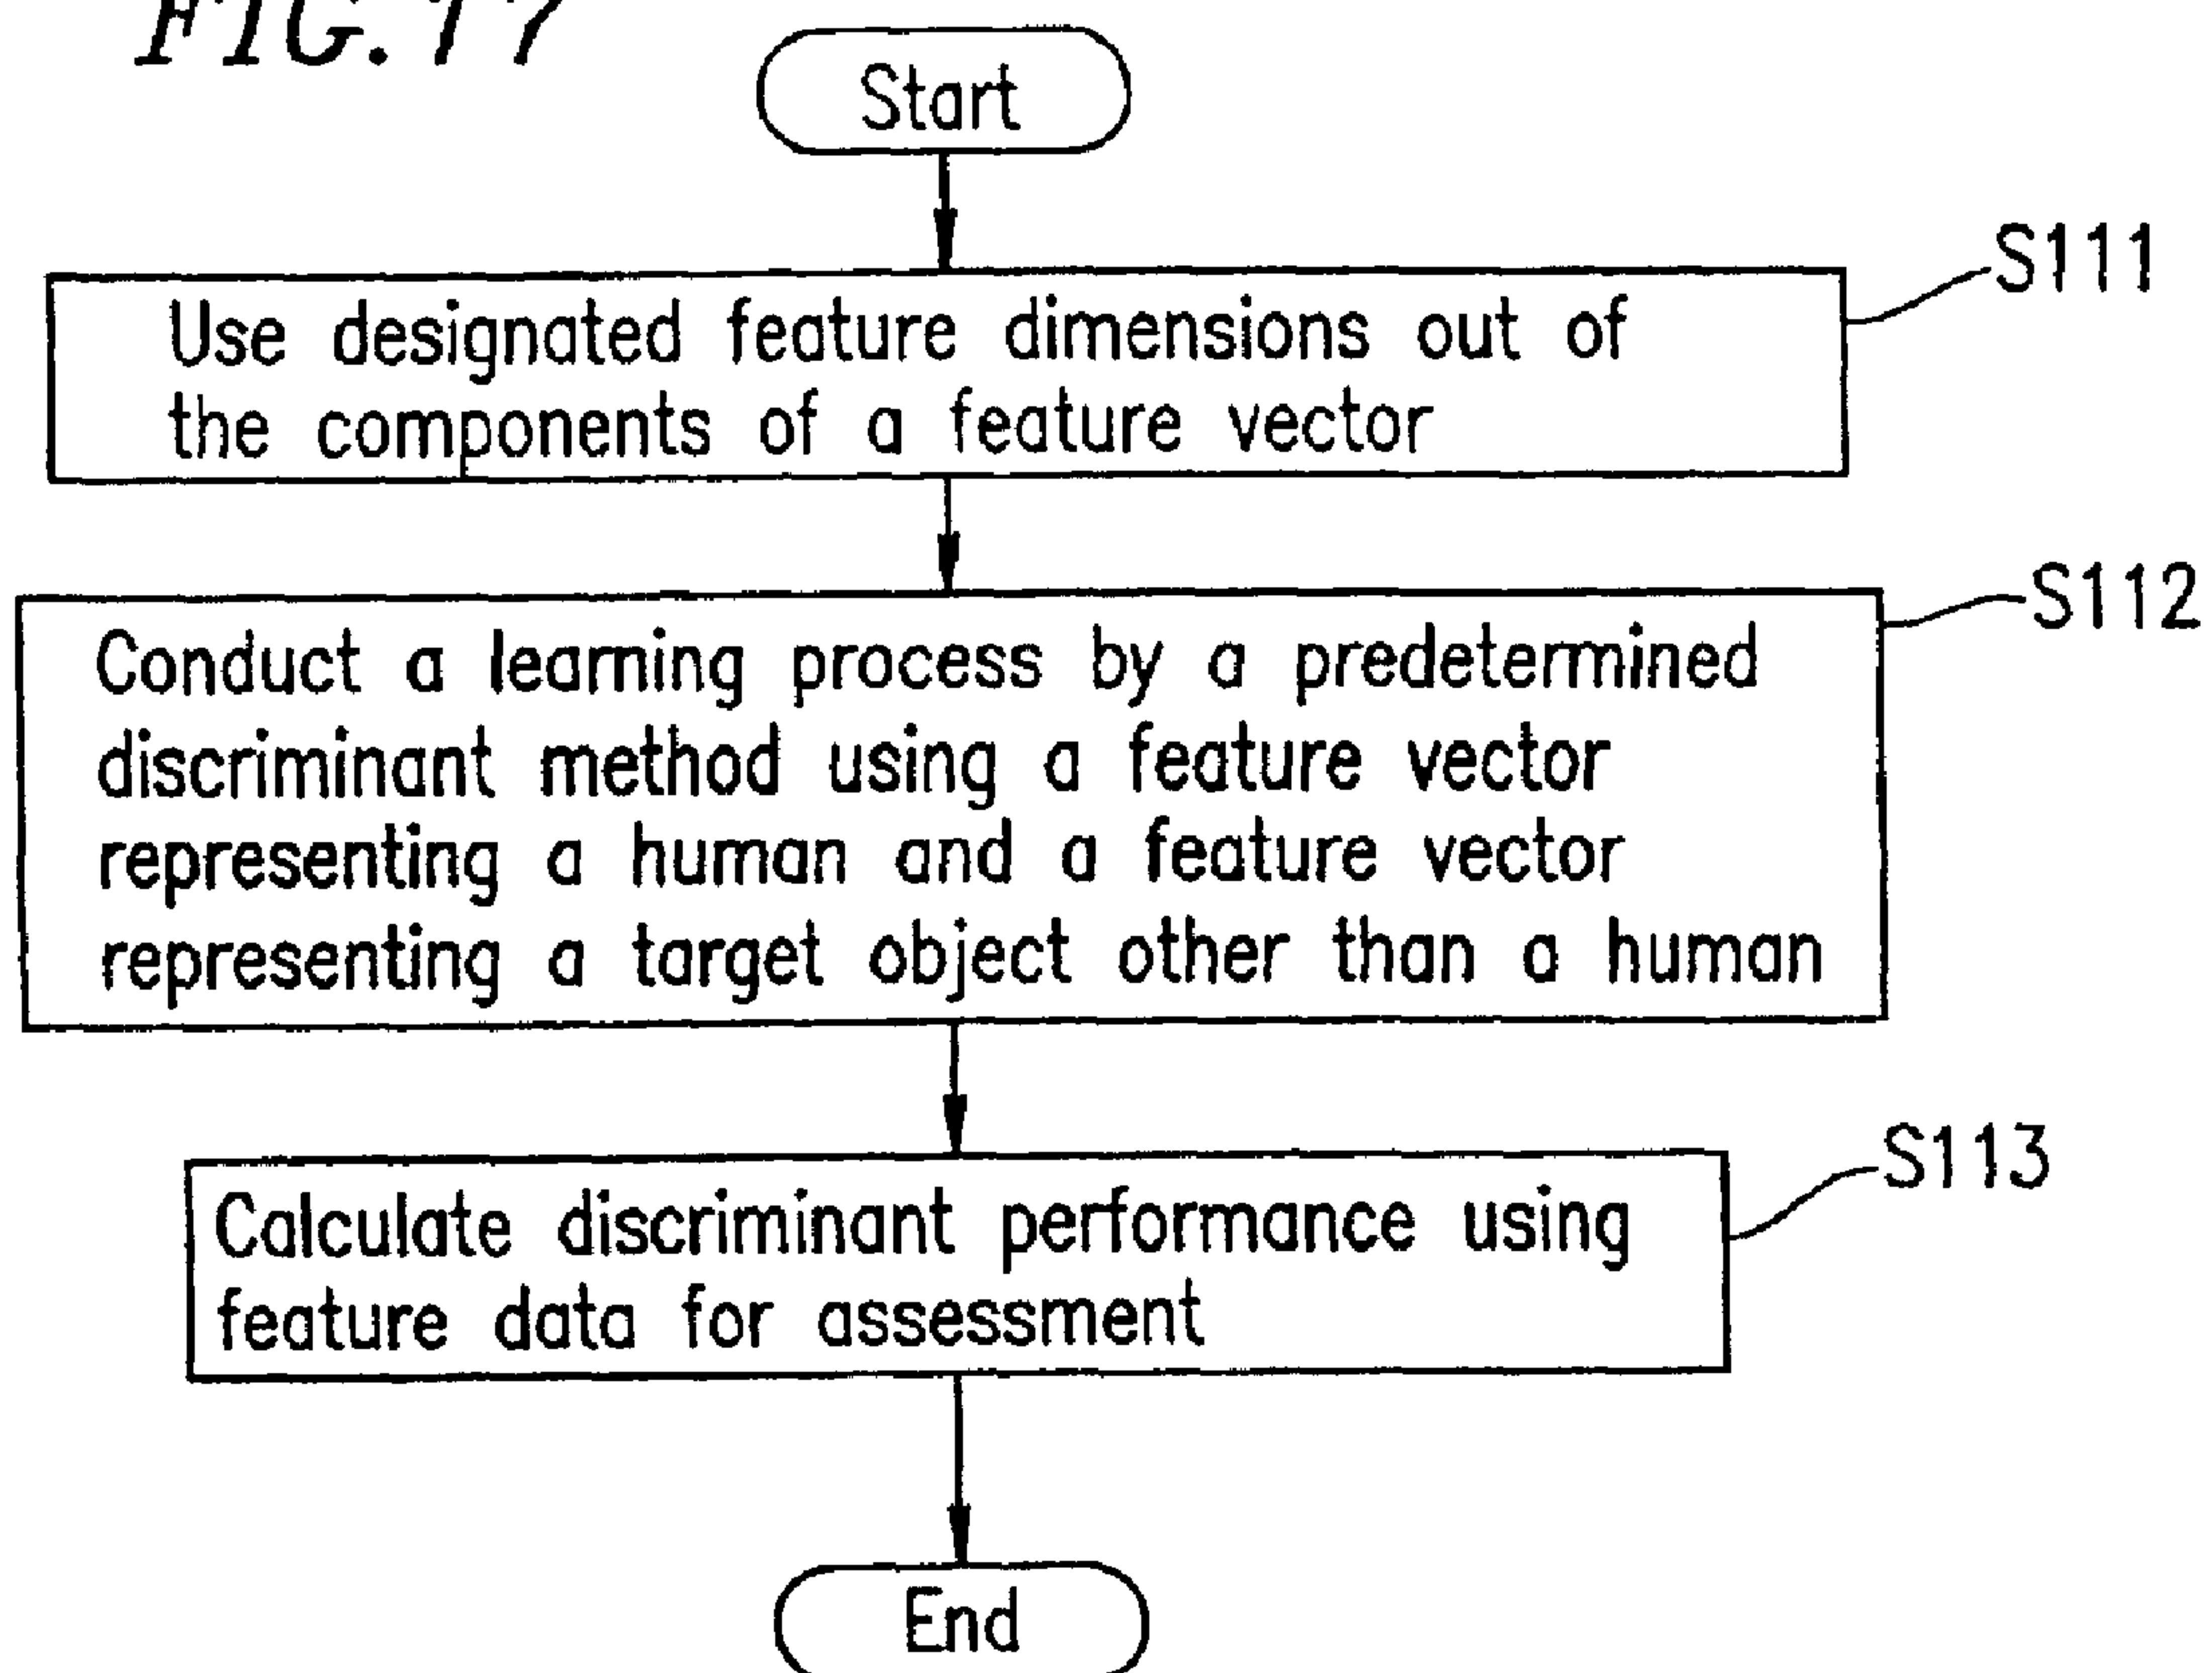 FIG. 17
Start
S111
Use designated feature dimensions out of
the components of a feature vector
S112
Conduct a learning process by a predetermined
discriminant method using a feature vector
representing a human and a feature vector
representing a target object other than a human
S113
Calculate discriminant performance using
feature data for assessment
End